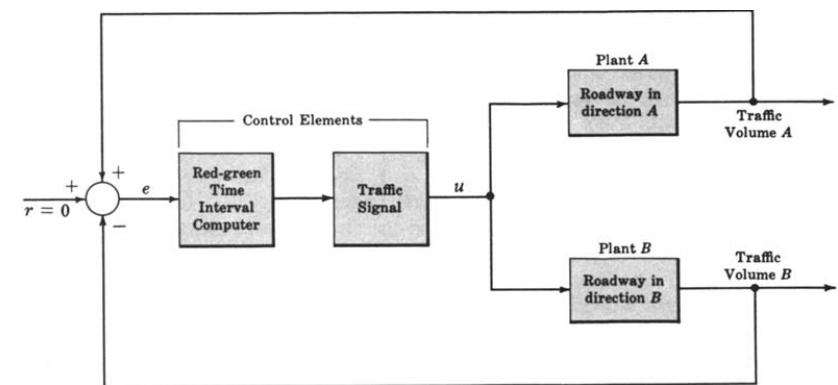 Plant A
Roadway in
direction A
Traffic
Volume A
Control Elements
+
+
r = 0
−
e
Red-green
Time
Interval
Computer
Traffic
Signal
u
Plant B
Roadway in
direction B
Traffic
Volume B